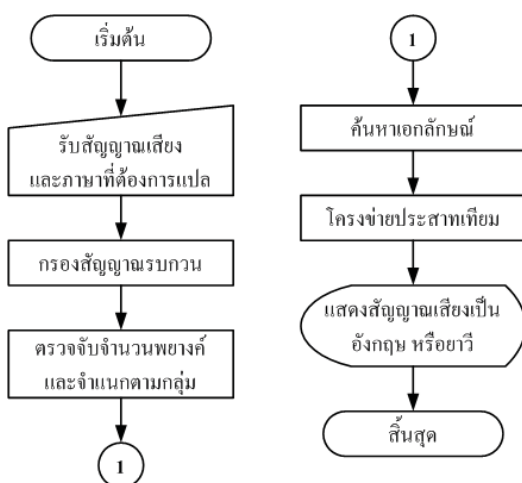 เริ่มต้น
รับสัญญาณเสียง
และภาษาที่ต้องการแปล
กรองสัญญาณรบกวน
ตรวจจับจำนวนพยางค์
และจำแนกตามกลุ่ม
1
1
ค้นหาเอกลักษณ์
โครงข่ายประสาทเทียม
แสดงสัญญาณเสียงเป็น
อังกฤษ หรือยาวี
สิ้นสุด